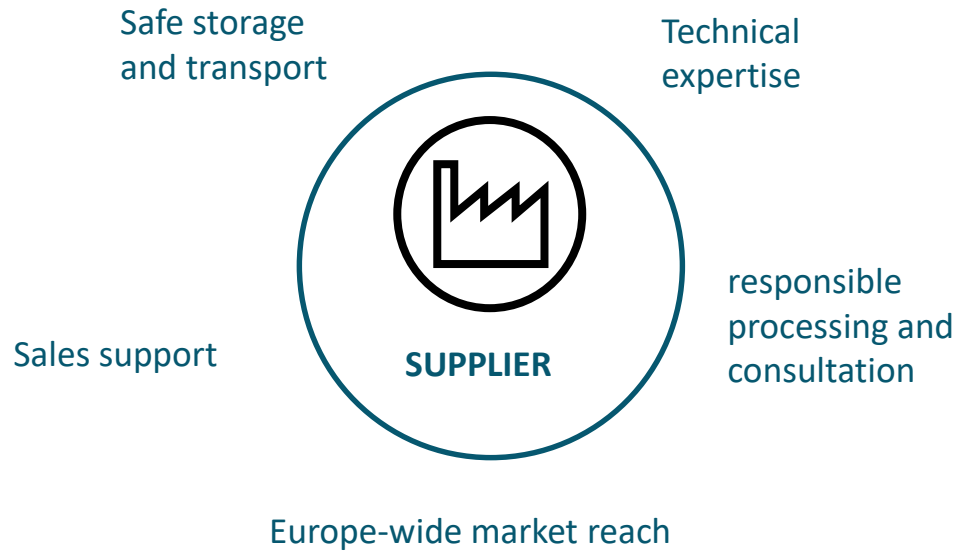 Safe storage
and transport
Technical
expertise
responsible
processing and
consultation
Sales support
SUPPLIER
Europe-wide market reach